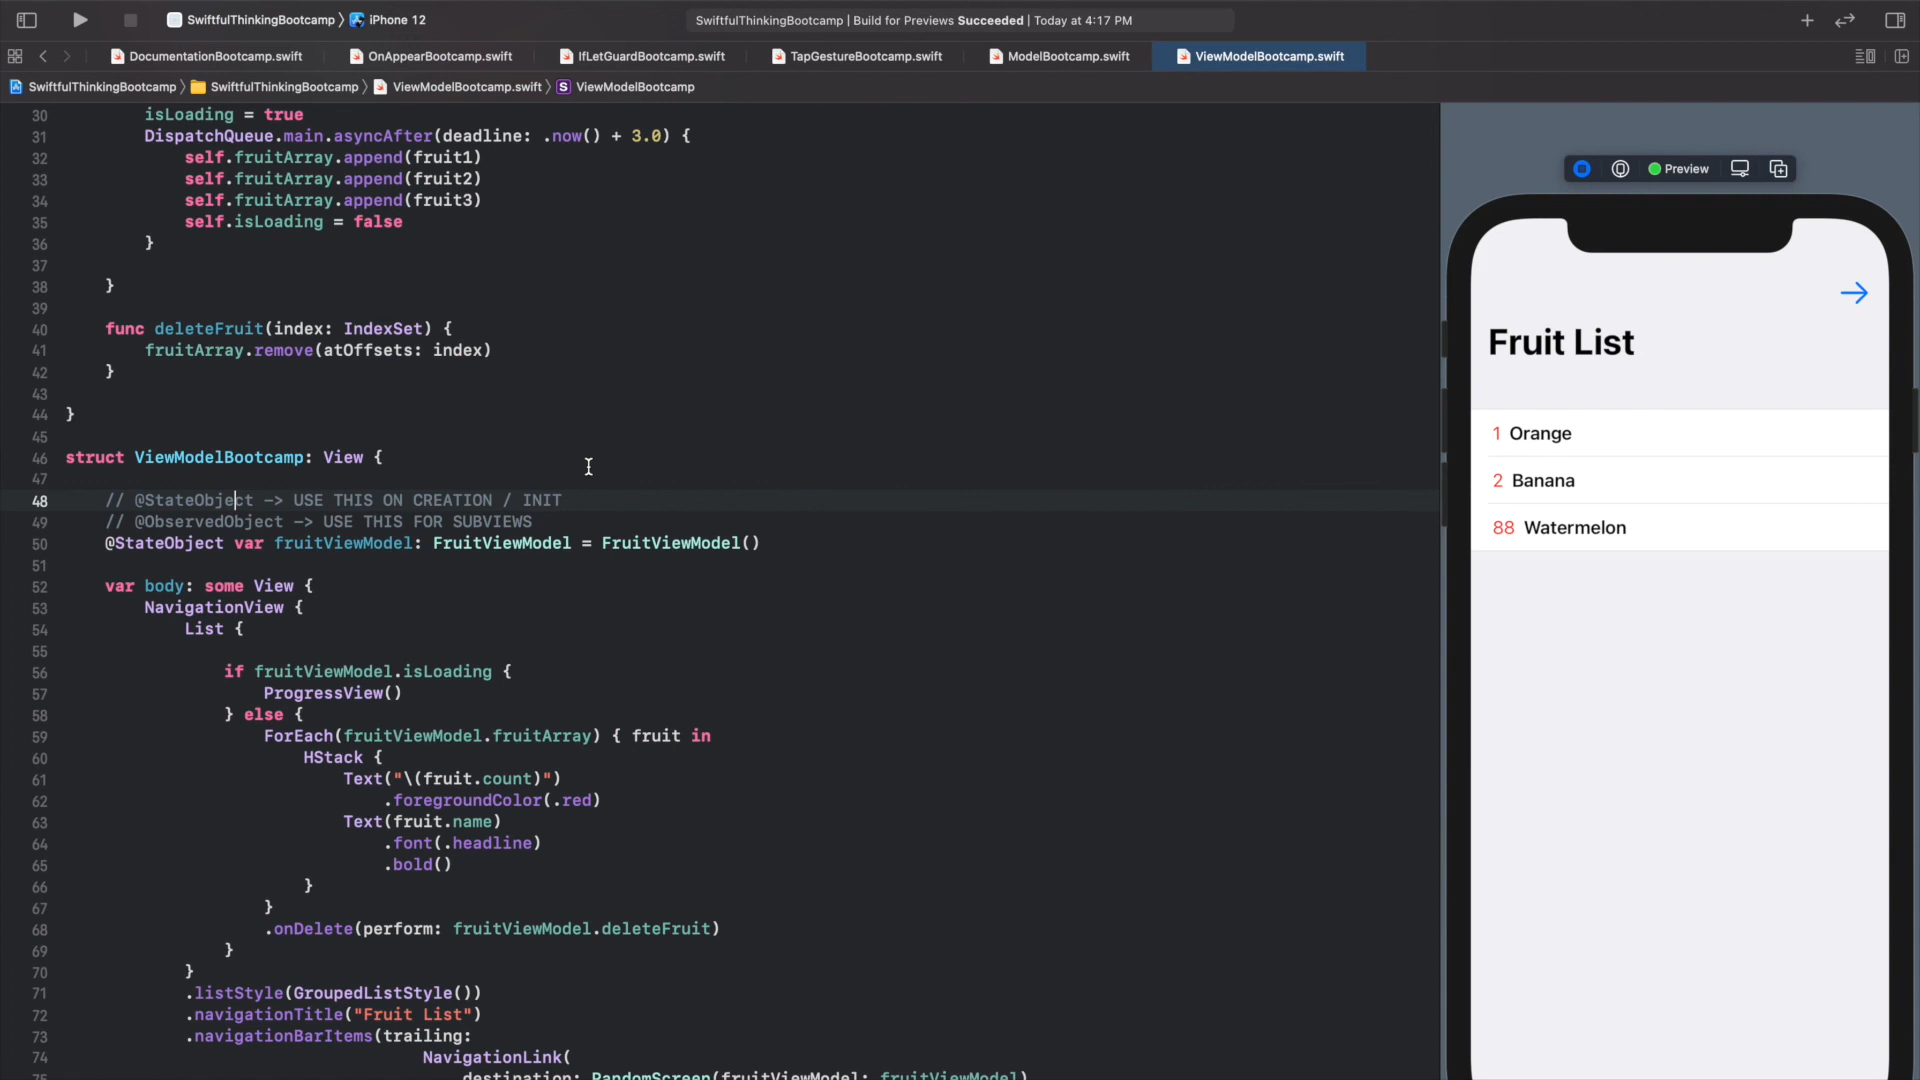 SwiftfulThinkingBootcamp 〉 iPhone 12
SwiftfulThinkingBootcamp | Build for Previews Succeeded | Today at 4:17 PM
DocumentationBootcamp.swift
OnAppearBootcamp.swift
IfLetGuardBootcamp.swift
TapGestureBootcamp.swift
ModelBootcamp.swift
ViewModelBootcamp.swift
SwiftfulThinkingBootcamp 〉 SwiftfulThinkingBootcamp 〉 ViewModelBootcamp.swift 〉 S ViewModelBootcamp
30 isLoading = true
31 DispatchQueue.main.asyncAfter(deadline: .now() + 3.0) {
32 self.fruitArray.append(fruit1)
33 self.fruitArray.append(fruit2)
34 self.fruitArray.append(fruit3)
35 self.isLoading = false
36 }
37
38 }
39
40 func deleteFruit(index: IndexSet) {
41 fruitArray.remove(atOffsets: index)
42 }
43
44 }
45
46 struct ViewModelBootcamp: View {
47
48 // @StateObject -> USE THIS ON CREATION / INIT
49 // @ObservedObject -> USE THIS FOR SUBVIEWS
50 @StateObject var fruitViewModel: FruitViewModel = FruitViewModel()
51
52 var body: some View {
53 NavigationView {
54 List {
55
56 if fruitViewModel.isLoading {
57 ProgressView()
58 } else {
59 ForEach(fruitViewModel.fruitArray) { fruit in
60 HStack {
61 Text("\(fruit.count)")
62 .foregroundColor(.red)
63 Text(fruit.name)
64 .font(.headline)
65 .bold()
66 }
67 }
68 .onDelete(perform: fruitViewModel.deleteFruit)
69 }
70 }
71 .listStyle(GroupedListStyle())
72 .navigationTitle("Fruit List")
73 .navigationBarItems(trailing:
74 NavigationLink(
75 destination: RandomScreen(fruitViewModel: fruitViewModel)
Preview
Fruit List
1 Orange
2 Banana
88 Watermelon